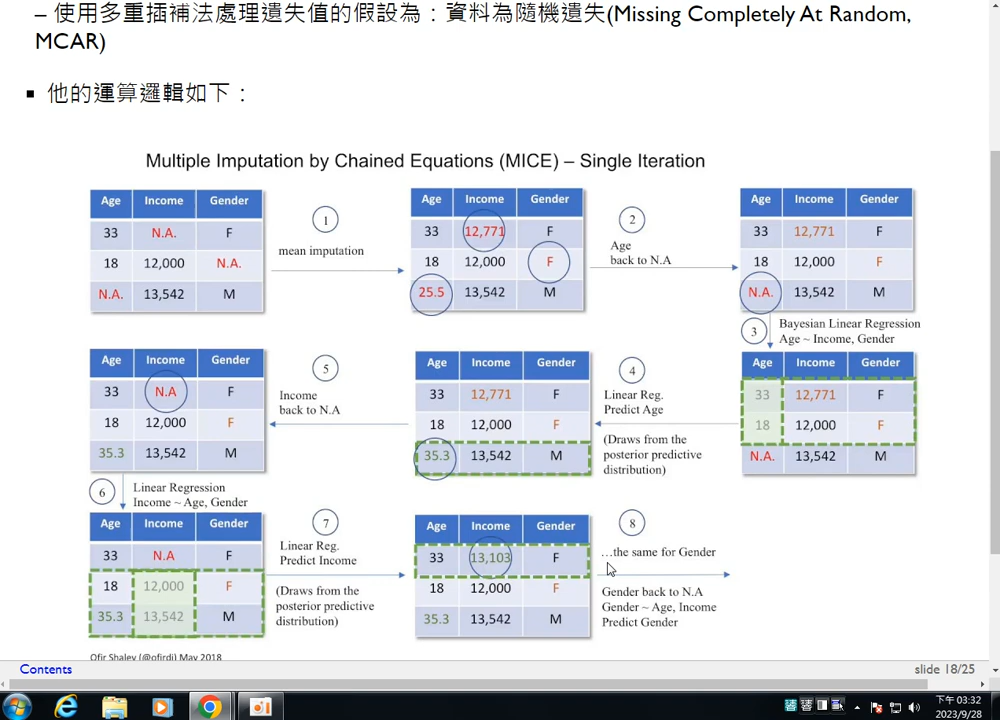 – 使用多重插補法處理遺失值的假設為：資料為隨機遺失(Missing Completely At Random,
MCAR)
▪ 他的運算邏輯如下：
Multiple Imputation by Chained Equations (MICE) – Single Iteration
Age Income Gender
33 N.A. F
18 12,000 N.A.
N.A. 13,542 M
1
mean imputation
Age Income Gender
33 12,771 F
18 12,000 F
25.5 13,542 M
2
Age
back to N.A
Age Income Gender
33 12,771 F
18 12,000 F
N.A. 13,542 M
3
Bayesian Linear Regression
Age ~ Income, Gender
Age Income Gender
33 12,771 F
18 12,000 F
N.A. 13,542 M
4
Linear Reg.
Predict Age
(Draws from the
posterior predictive
distribution)
Age Income Gender
33 12,771 F
18 12,000 F
35.3 13,542 M
5
Income
back to N.A
Age Income Gender
33 N.A F
18 12,000 F
35.3 13,542 M
6
Linear Regression
Income ~ Age, Gender
Age Income Gender
33 N.A F
18 12,000 F
35.3 13,542 M
7
Linear Reg.
Predict Income
(Draws from the
posterior predictive
distribution)
Age Income Gender
33 13,103 F
18 12,000 F
35.3 13,542 M
8
…the same for Gender
Gender back to N.A
Gender ~ Age, Income
Predict Gender
Ofir Shalev (@ofirdi) May 2018
Contents
slide 18/25
下午 03:32
2023/9/28